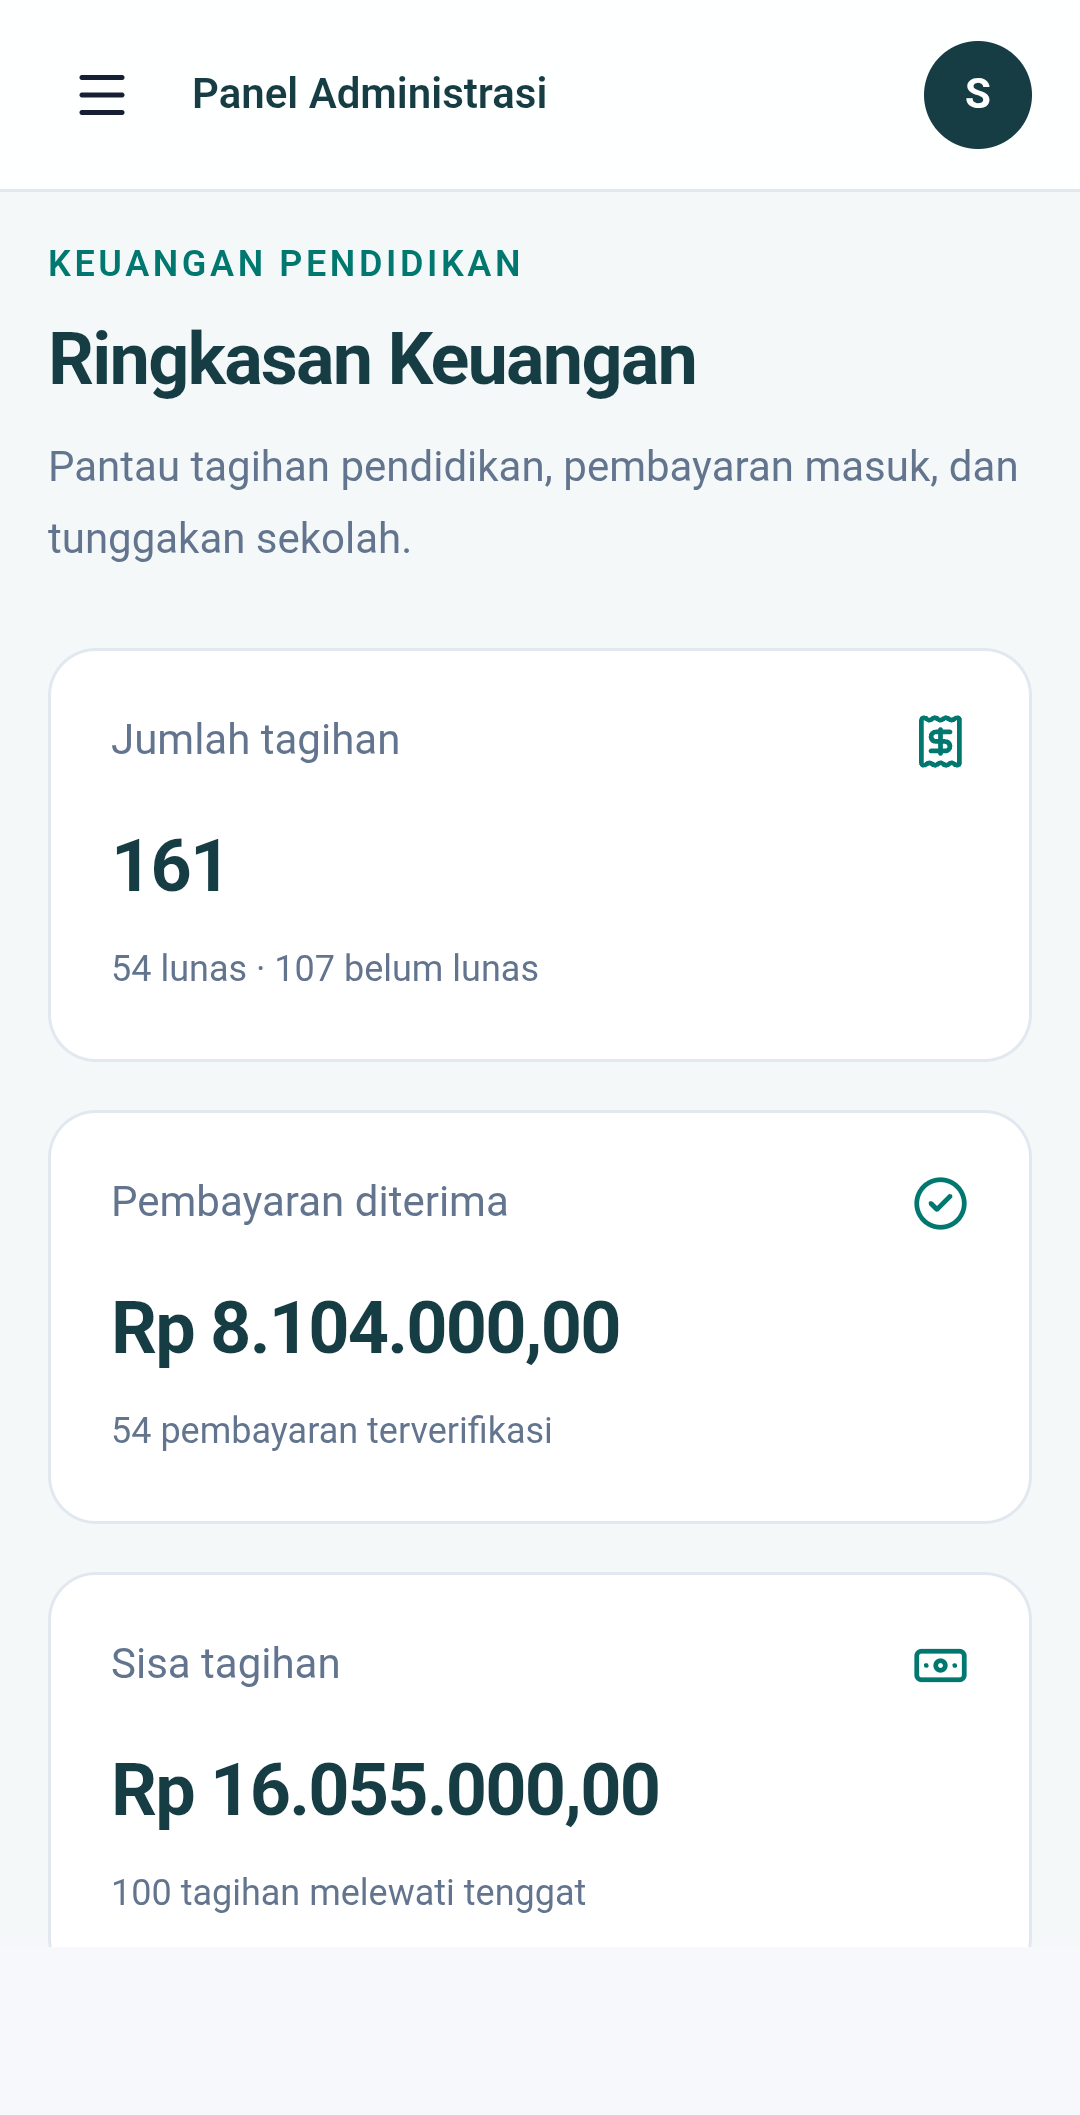 Panel Administrasi
S
KEUANGAN PENDIDIKAN
Ringkasan Keuangan
Pantau tagihan pendidikan, pembayaran masuk, dan
tunggakan sekolah.
Jumlah tagihan
161
54 lunas · 107 belum lunas
Pembayaran diterima
Rp 8.104.000,00
54 pembayaran terverifikasi
Sisa tagihan
Rp 16.055.000,00
100 tagihan melewati tenggat